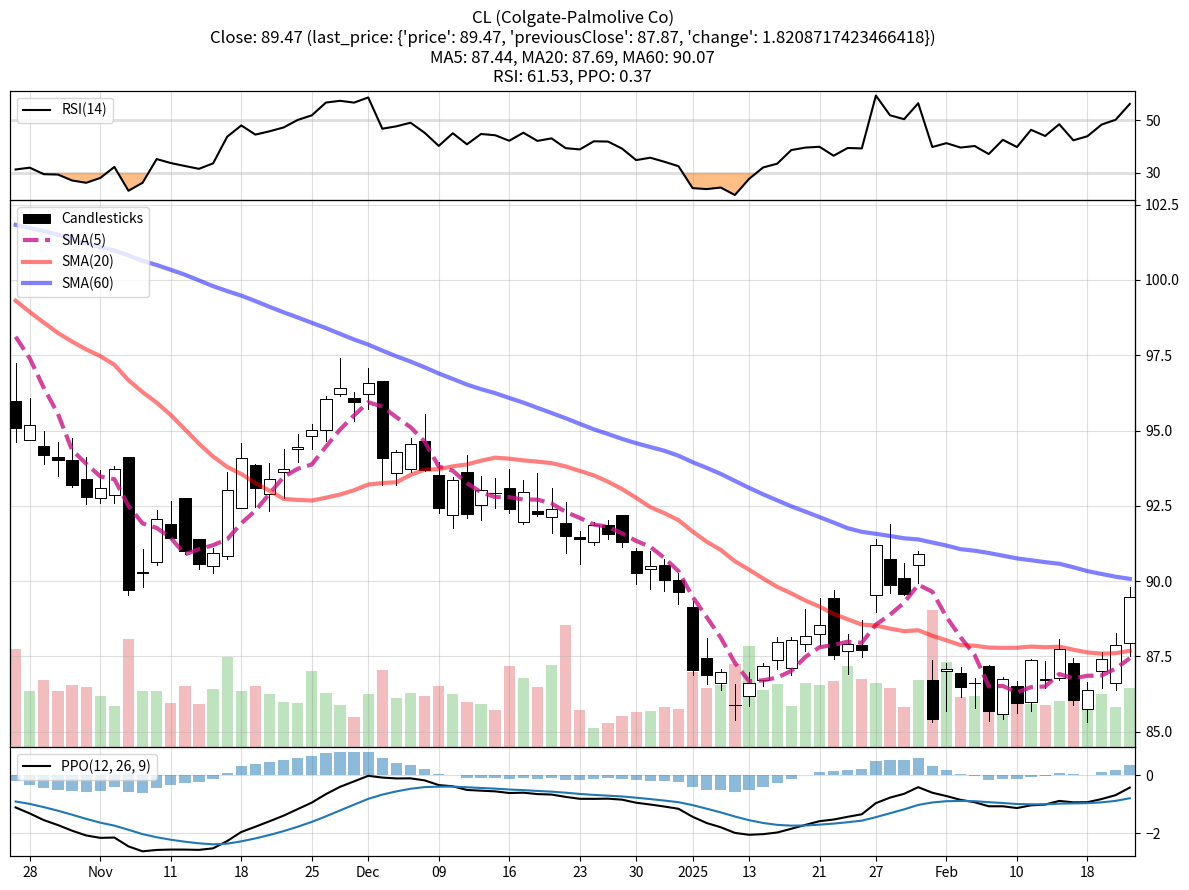 CL (Colgate-Palmolive Co)
Close: 89.47 (last_price: {'price': 89.47, 'previousClose': 87.87, 'change': 1.8208717423466418})
MA5: 87.44, MA20: 87.69, MA60: 90.07
RSI: 61.53, PPO: 0.37
RSI(14)
50
30
Candlesticks
SMA(5)
SMA(20)
SMA(60)
102.5
100.0
97.5
95.0
92.5
90.0
87.5
85.0
PPO(12, 26, 9)
0
−2
28 Nov 11 18 25 Dec 09 16 23 30 2025 13 21 27 Feb 10 18